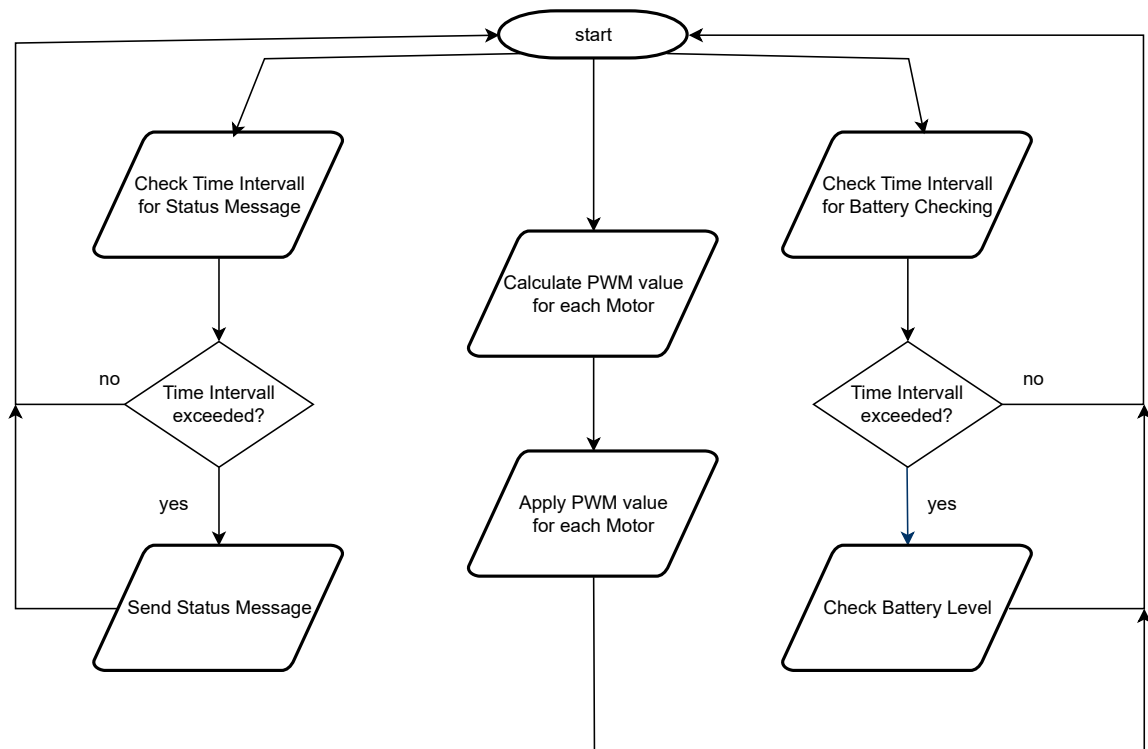 start
Check Time Intervall
for Status Message
Check Time Intervall
for Battery Checking
Calculate PWM value
for each Motor
no
Time Intervall
exceeded?
Time Intervall
exceeded?
no
yes
Apply PWM value
for each Motor
yes
Send Status Message
Check Battery Level